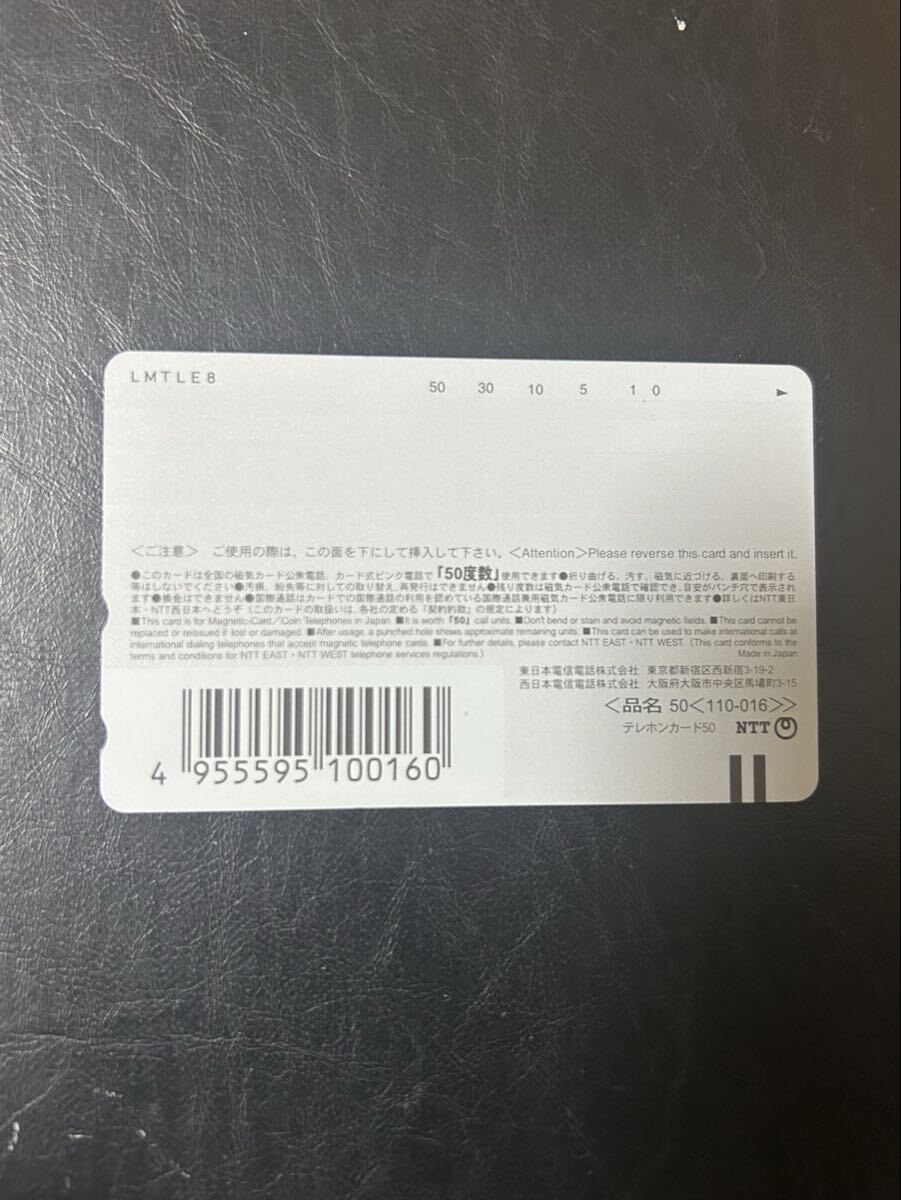 LMTLE8
50 30 10 5 1 0 ►
＜ご注意＞ ご使用の際は、この面を下にして挿入して下さい。＜Attention＞Please reverse this card and insert it.
●このカードは全国の磁気カード公衆電話、カード式ピンク電話で「50度数」使用できます●折り曲げる、汚す、磁気に近づける、裏面へ印刷する
等はしないでください●汚損、紛失等に対しての取り替え、再発行はできません●残り度数は磁気カード公衆電話で確認でき、目安がパンチ穴で表示されま
す●換金はできません●国際通話はカードでの国際通話の利用を認めている国際通話兼用磁気カード公衆電話に限り利用できます●詳しくはNTT東日
本・NTT西日本へどうぞ（このカードの取扱いは、各社の定める「契約約款」の規定によります）
■This card is for Magnetic-Card／Coin Telephones in Japan. ■It is worth「50」call units. ■Don't bend or stain and avoid magnetic fields. ■This card cannot be
replaced or reissued if lost or damaged. ■After usage, a punched hole shows approximate remaining units. ■This card can be used to make international calls at
international dialing telephones that accept magnetic telephone cards. ■For further details, please contact NTT EAST・NTT WEST. (This card conforms to the
terms and conditions for NTT EAST・NTT WEST telephone services regulations.) Made in Japan
東日本電信電話株式会社 東京都新宿区西新宿3-19-2
西日本電信電話株式会社 大阪府大阪市中央区馬場町3-15
＜品名 50＜110-016＞＞
テレホンカード50 NTT
4 955595 100160